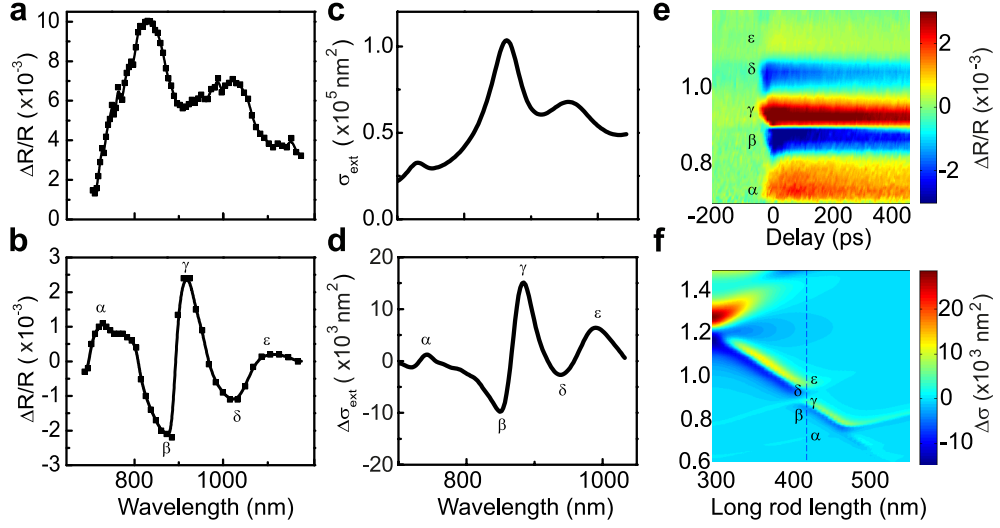 a
ΔR/R (x10⁻³)
10
8
6
4
2
0
800
1000
c
σext (x10⁵ nm²)
1.0
0.5
0.0
800
1000
e
ε
δ
γ
β
α
1.0
0.8
-200
0
200
400
Delay (ps)
2
0
-2
ΔR/R (x10⁻³)
b
ΔR/R (x10⁻³)
3
2
1
0
-1
-2
-3
α
β
γ
δ
ε
800
1000
Wavelength (nm)
d
Δσext (x10³ nm²)
20
10
0
-10
-20
α
β
γ
δ
ε
800
1000
Wavelength (nm)
f
1.4
1.2
1.0
0.8
0.6
δ ε
β γ
α
300
400
500
Long rod length (nm)
20
10
0
-10
Δσ (x10³ nm²)